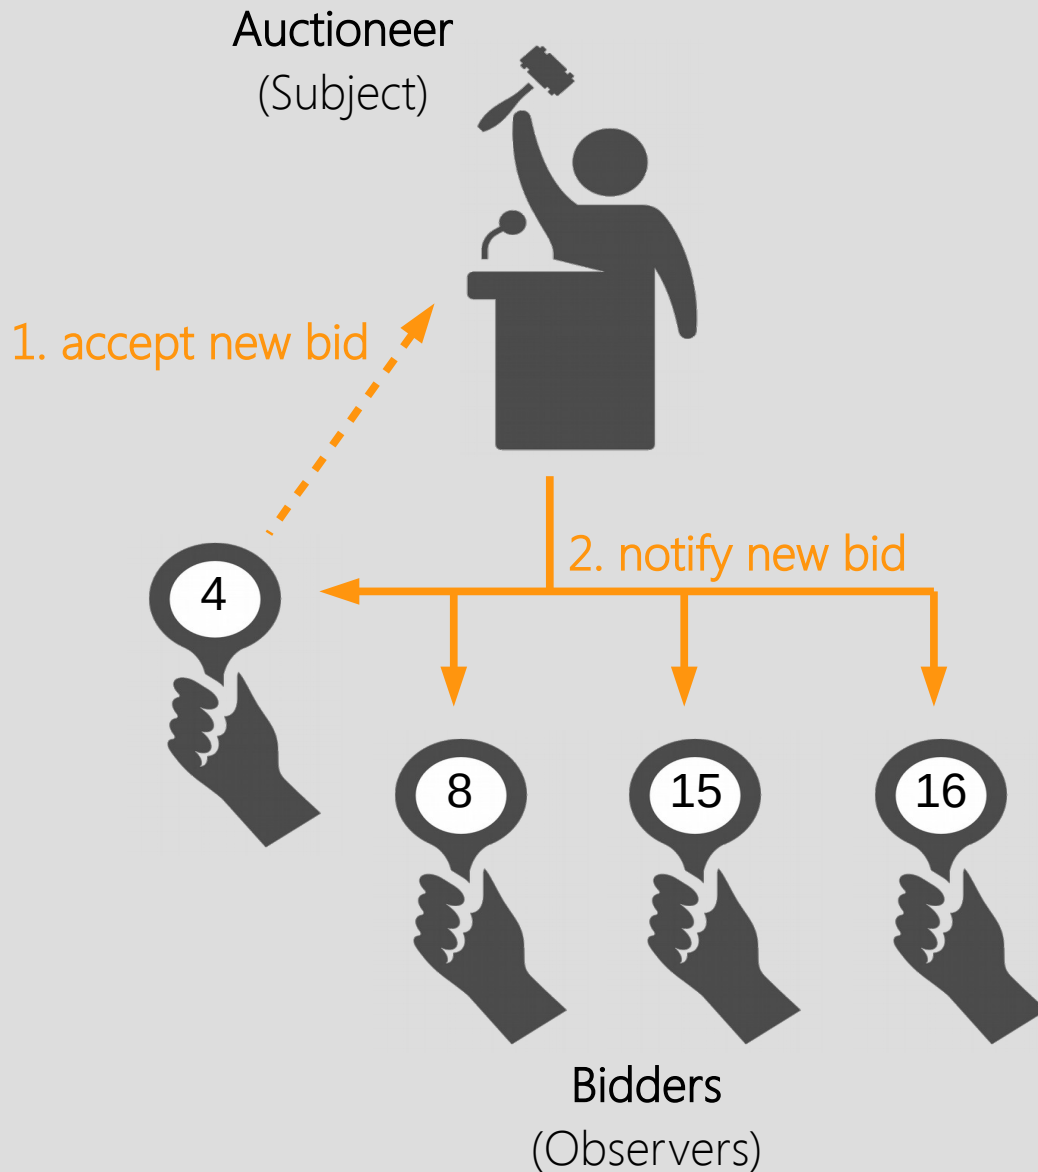 Auctioneer
(Subject)
1. accept new bid
2. notify new bid
4
8
15
16
Bidders
(Observers)